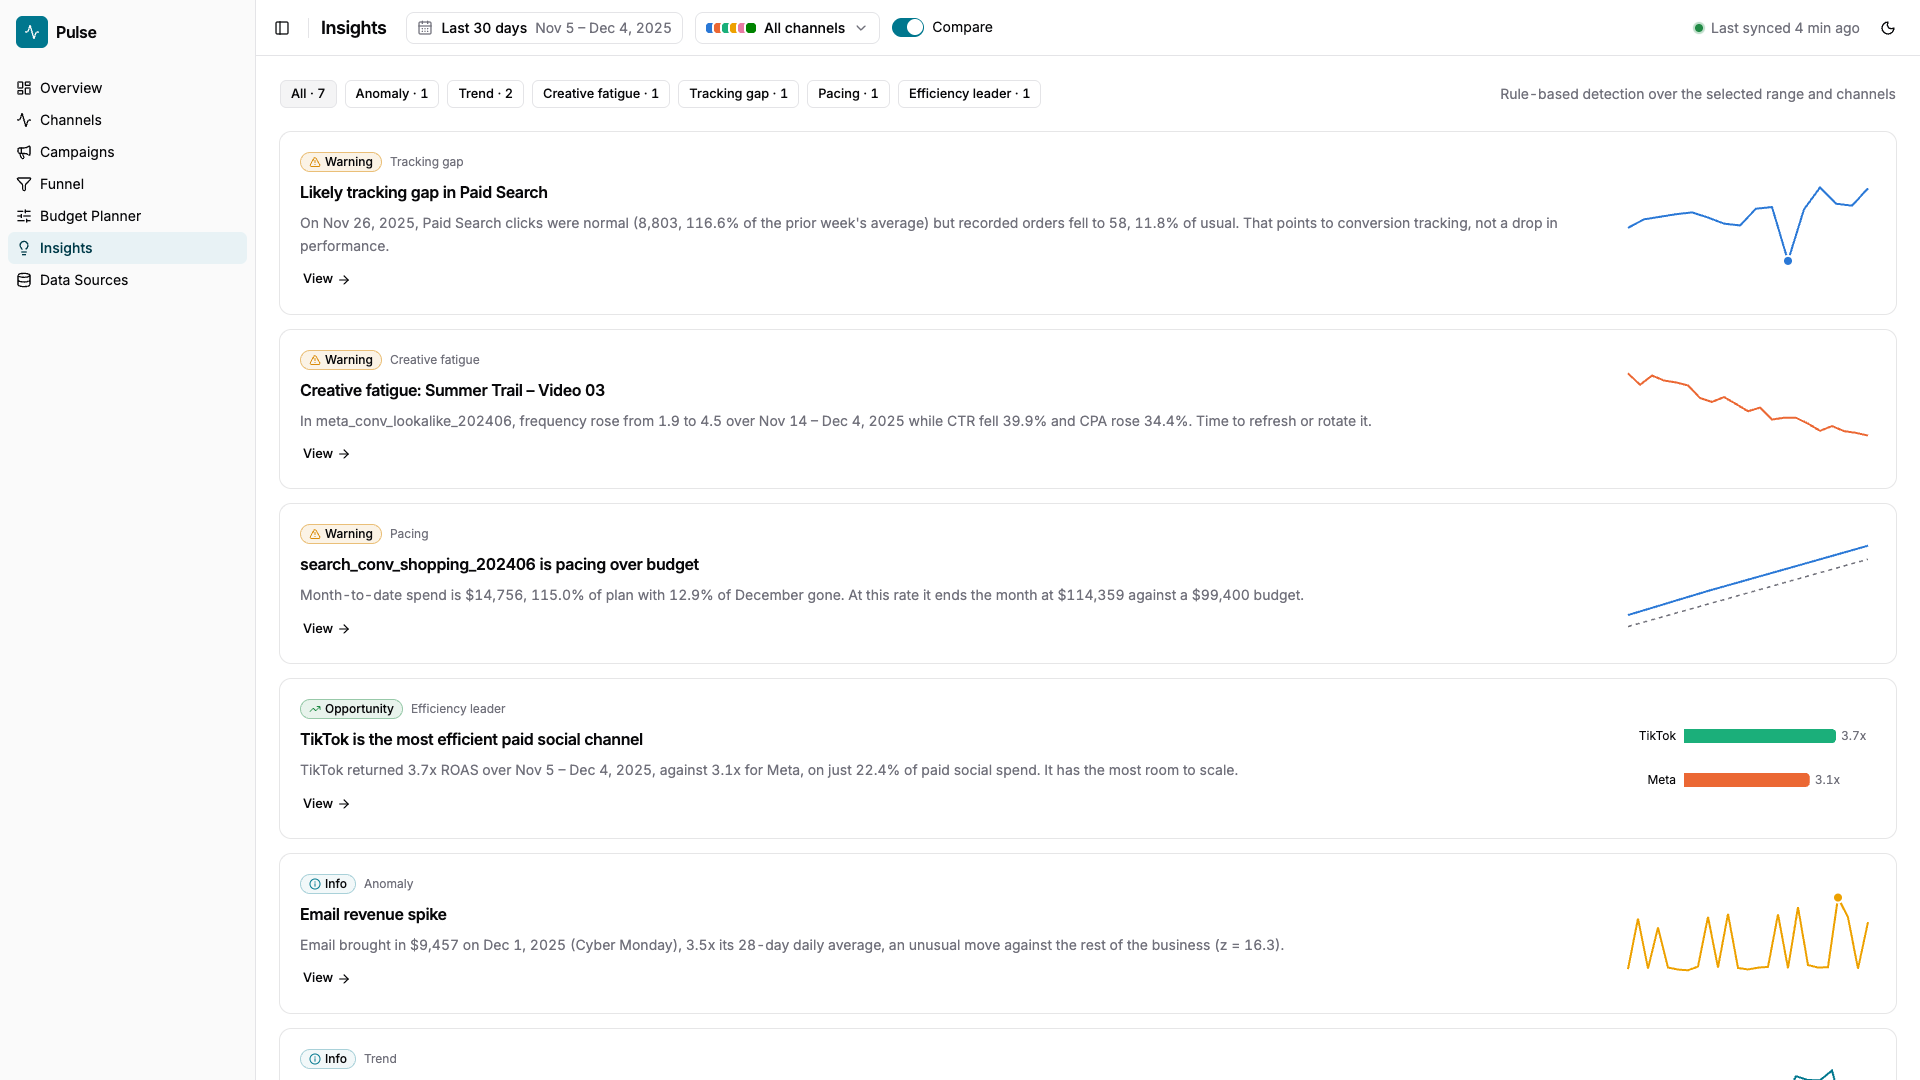 Pulse
Overview
Channels
Campaigns
Funnel
Budget Planner
Insights
Data Sources
Insights
Last 30 days Nov 5 – Dec 4, 2025
All channels
Compare
Last synced 4 min ago
All · 7
Anomaly · 1
Trend · 2
Creative fatigue · 1
Tracking gap · 1
Pacing · 1
Efficiency leader · 1
Rule-based detection over the selected range and channels
Warning Tracking gap
Likely tracking gap in Paid Search
On Nov 26, 2025, Paid Search clicks were normal (8,803, 116.6% of the prior week's average) but recorded orders fell to 58, 11.8% of usual. That points to conversion tracking, not a drop in
performance.
View
Warning Creative fatigue
Creative fatigue: Summer Trail – Video 03
In meta_conv_lookalike_202406, frequency rose from 1.9 to 4.5 over Nov 14 – Dec 4, 2025 while CTR fell 39.9% and CPA rose 34.4%. Time to refresh or rotate it.
View
Warning Pacing
search_conv_shopping_202406 is pacing over budget
Month-to-date spend is $14,756, 115.0% of plan with 12.9% of December gone. At this rate it ends the month at $114,359 against a $99,400 budget.
View
Opportunity Efficiency leader
TikTok is the most efficient paid social channel
TikTok returned 3.7x ROAS over Nov 5 – Dec 4, 2025, against 3.1x for Meta, on just 22.4% of paid social spend. It has the most room to scale.
View
TikTok 3.7x
Meta 3.1x
Info Anomaly
Email revenue spike
Email brought in $9,457 on Dec 1, 2025 (Cyber Monday), 3.5x its 28-day daily average, an unusual move against the rest of the business (z = 16.3).
View
Info Trend